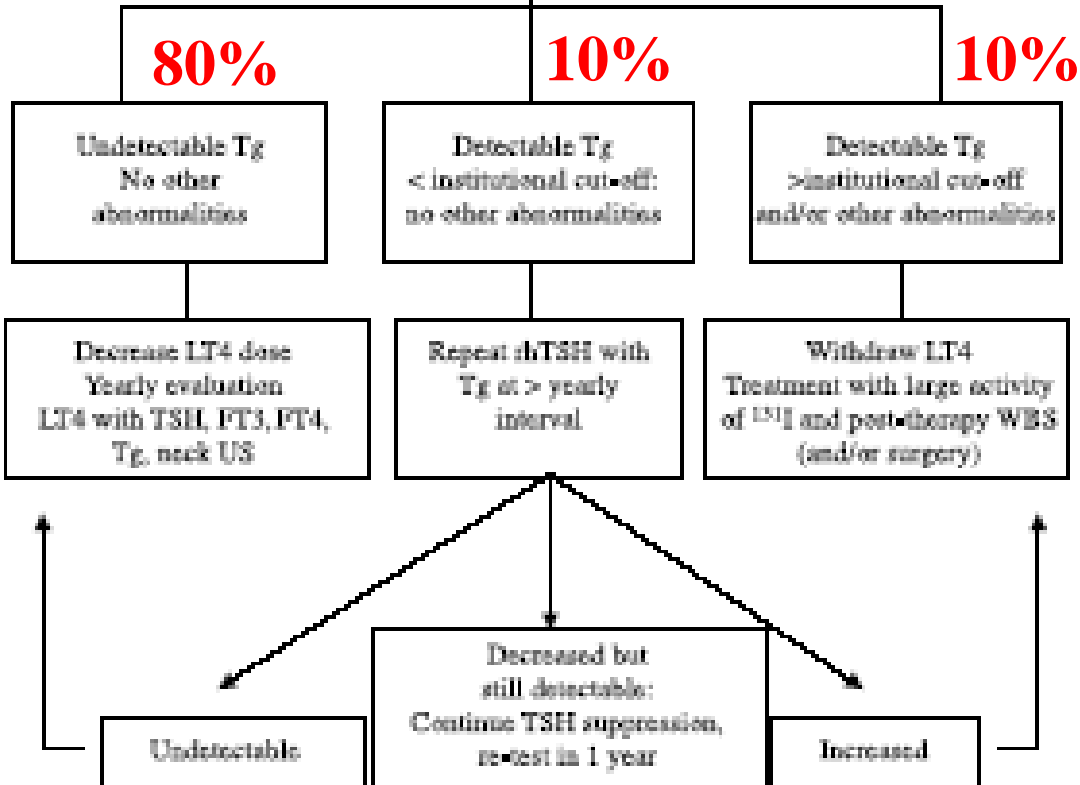 80%
10%
10%
Undetectable Tg
No other
abnormalities
Detectable Tg
< institutional cut-off:
no other abnormalities
Detectable Tg
>institutional cut-off
and/or other abnormalities
Decrease LT4 dose
Yearly evaluation
LT4 with TSH, FT3, FT4,
Tg, neck US
Repeat rhTSH with
Tg at > yearly
interval
Withdraw LT4
Treatment with large activity
of ¹³¹I and post-therapy WBS
(and/or surgery)
Undetectable
Decreased but
still detectable:
Continue TSH suppression,
re-test in 1 year
Increased